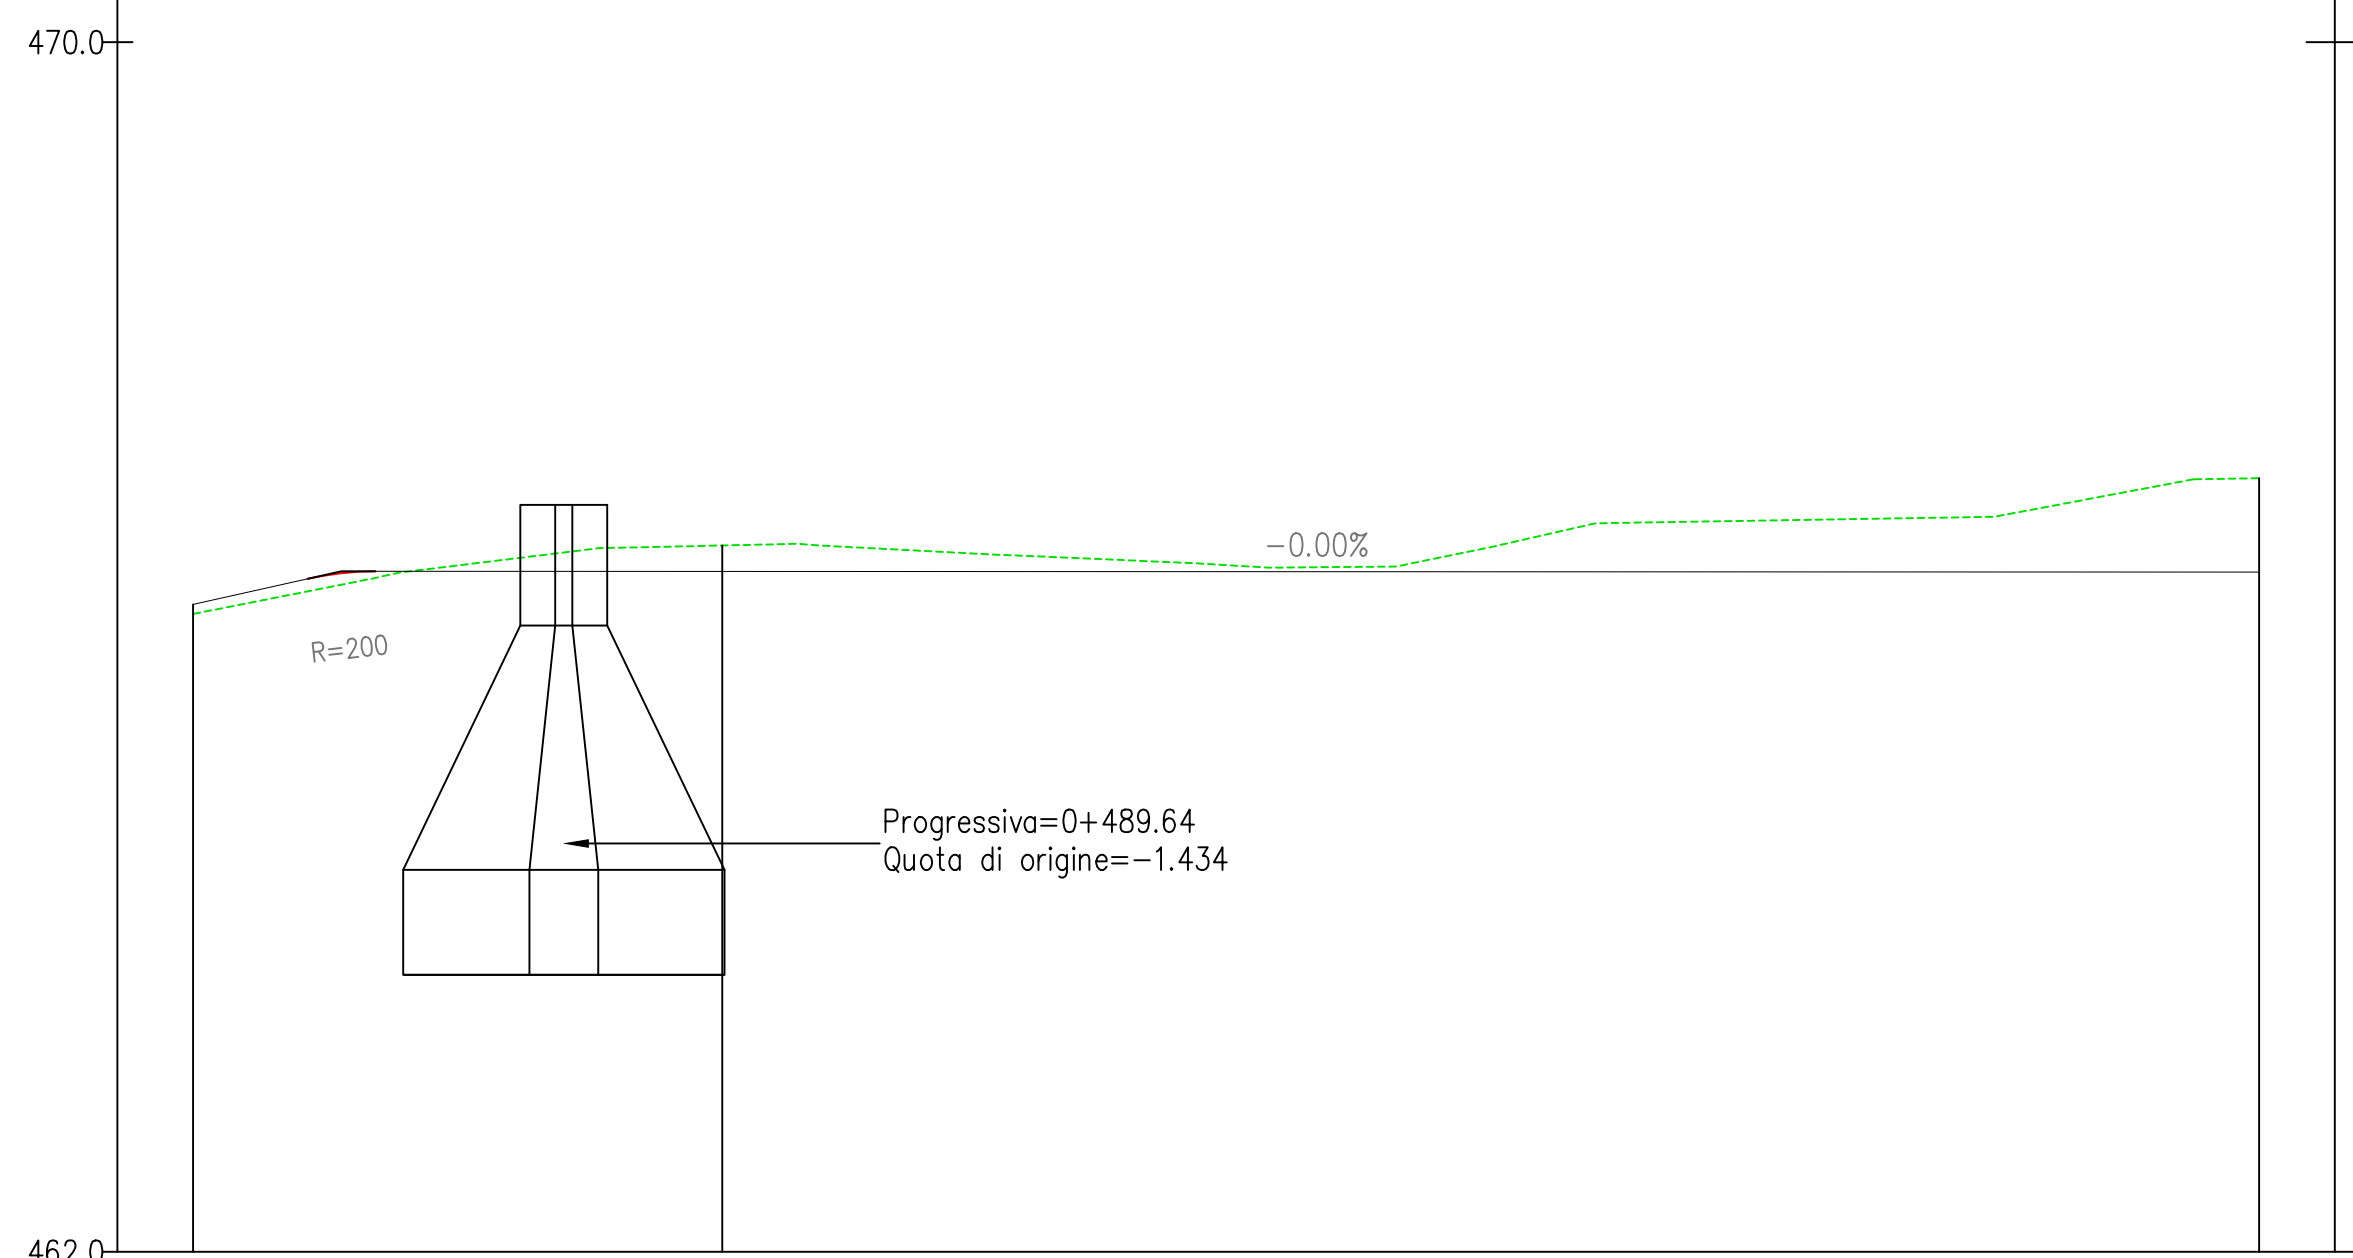 470.0
-0.00%
R=200
Progressiva=0+489.64
Quota di origine=-1.434
462.0